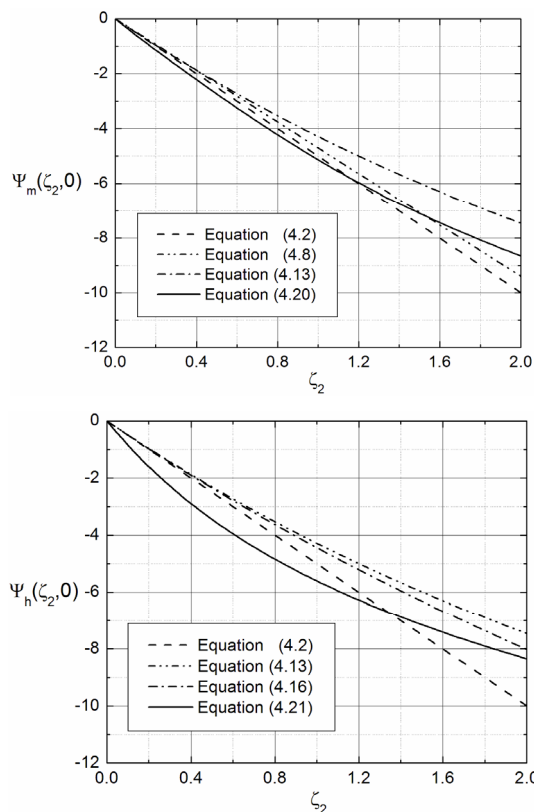 0
-2
-4
Ψm(ζ2,0)
-6
-8
-10
-12
Equation (4.2)
Equation (4.8)
Equation (4.13)
Equation (4.20)
0.0 0.4 0.8 1.2 1.6 2.0
ζ2
0
-2
-4
Ψh(ζ2,0)
-6
-8
-10
-12
Equation (4.2)
Equation (4.13)
Equation (4.16)
Equation (4.21)
0.0 0.4 0.8 1.2 1.6 2.0
ζ2